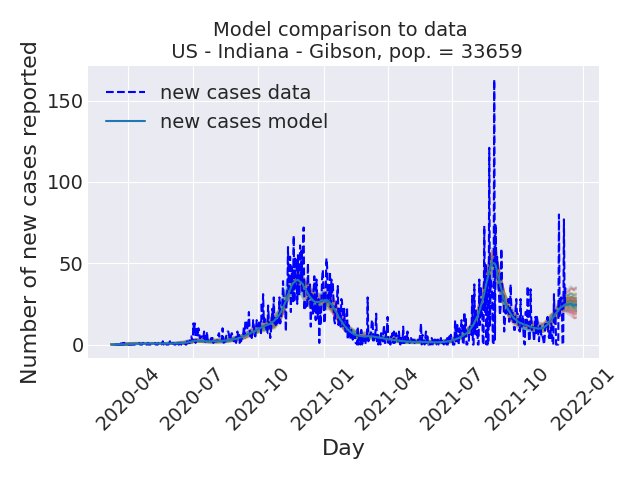 Model comparison to data
US - Indiana - Gibson, pop. = 33659
Number of new cases reported
150
100
50
0
new cases data
new cases model
2020-04
2020-07
2020-10
2021-01
2021-04
2021-07
2021-10
2022-01
Day